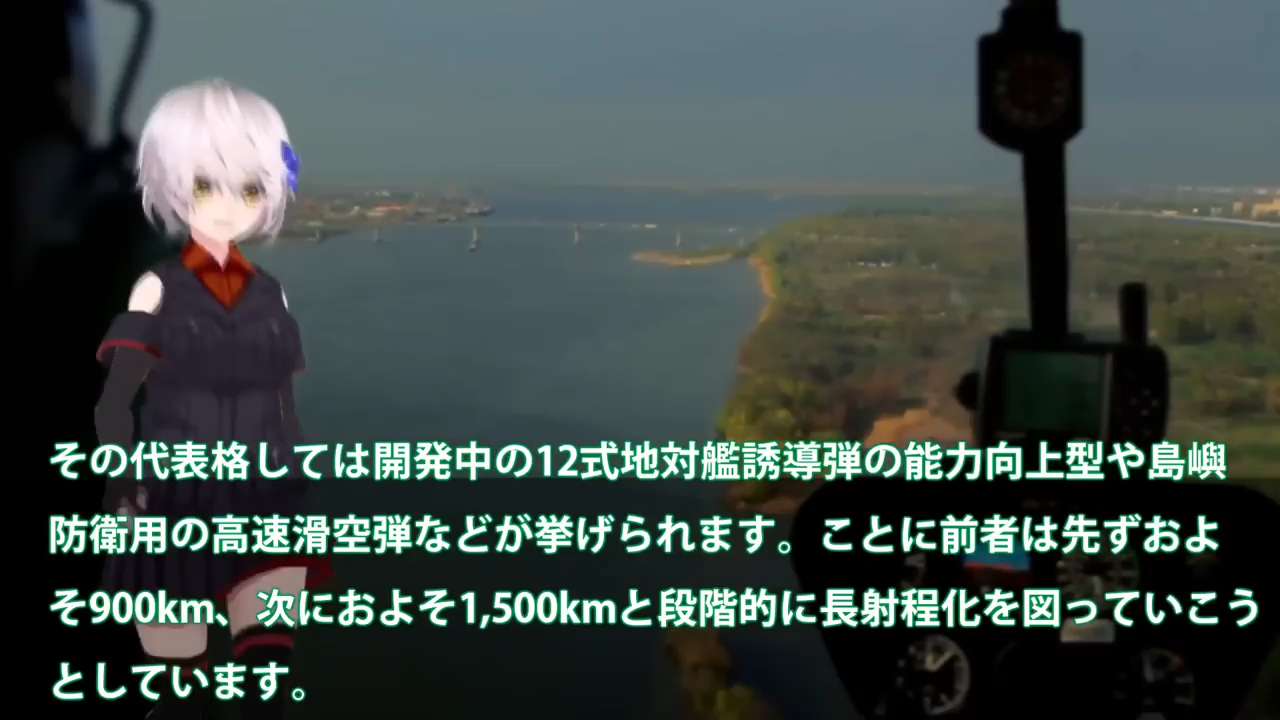 その代表格しては開発中の12式地対艦誘導弾の能力向上型や島嶼
防衛用の高速滑空弾などが挙げられます。ことに前者は先ずおよ
そ900km、次におよそ1,500kmと段階的に長射程化を図っていこう
としています。